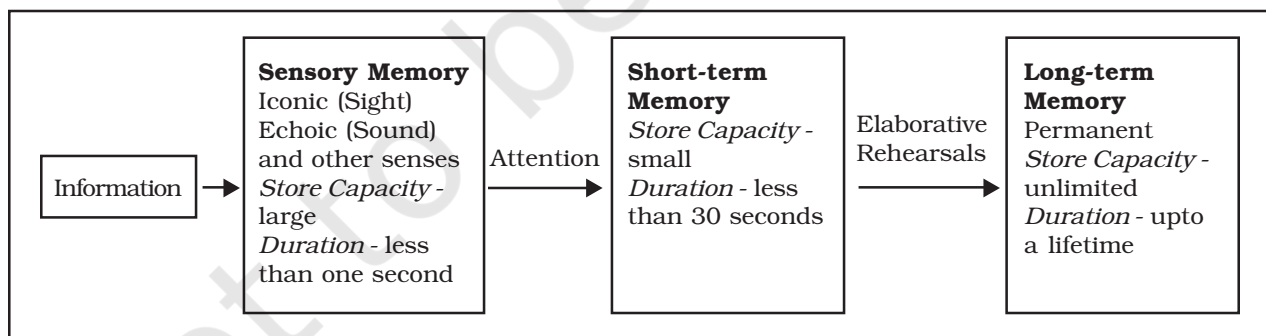 Information
Sensory Memory
Iconic (Sight)
Echoic (Sound)
and other senses
Store Capacity -
large
Duration - less
than one second
Attention
Short-term
Memory
Store Capacity -
small
Duration - less
than 30 seconds
Elaborative
Rehearsals
Long-term
Memory
Permanent
Store Capacity -
unlimited
Duration - upto
a lifetime
to be